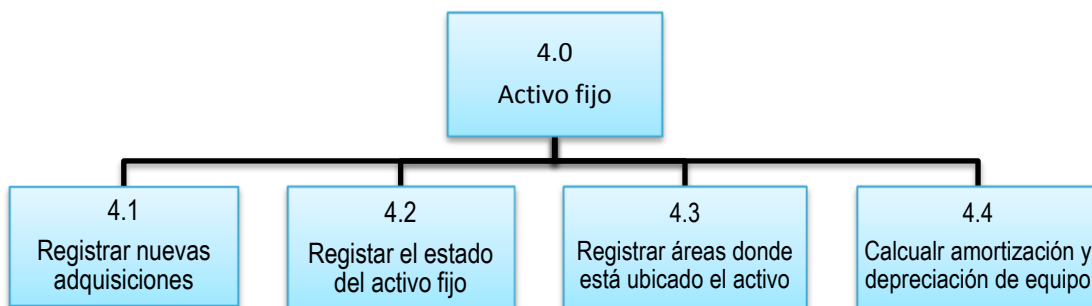 4.0
Activo fijo
4.1
Registrar nuevas
adquisiciones
4.2
Registar el estado
del activo fijo
4.3
Registrar áreas donde
está ubicado el activo
4.4
Calcualr amortización y
depreciación de equipo